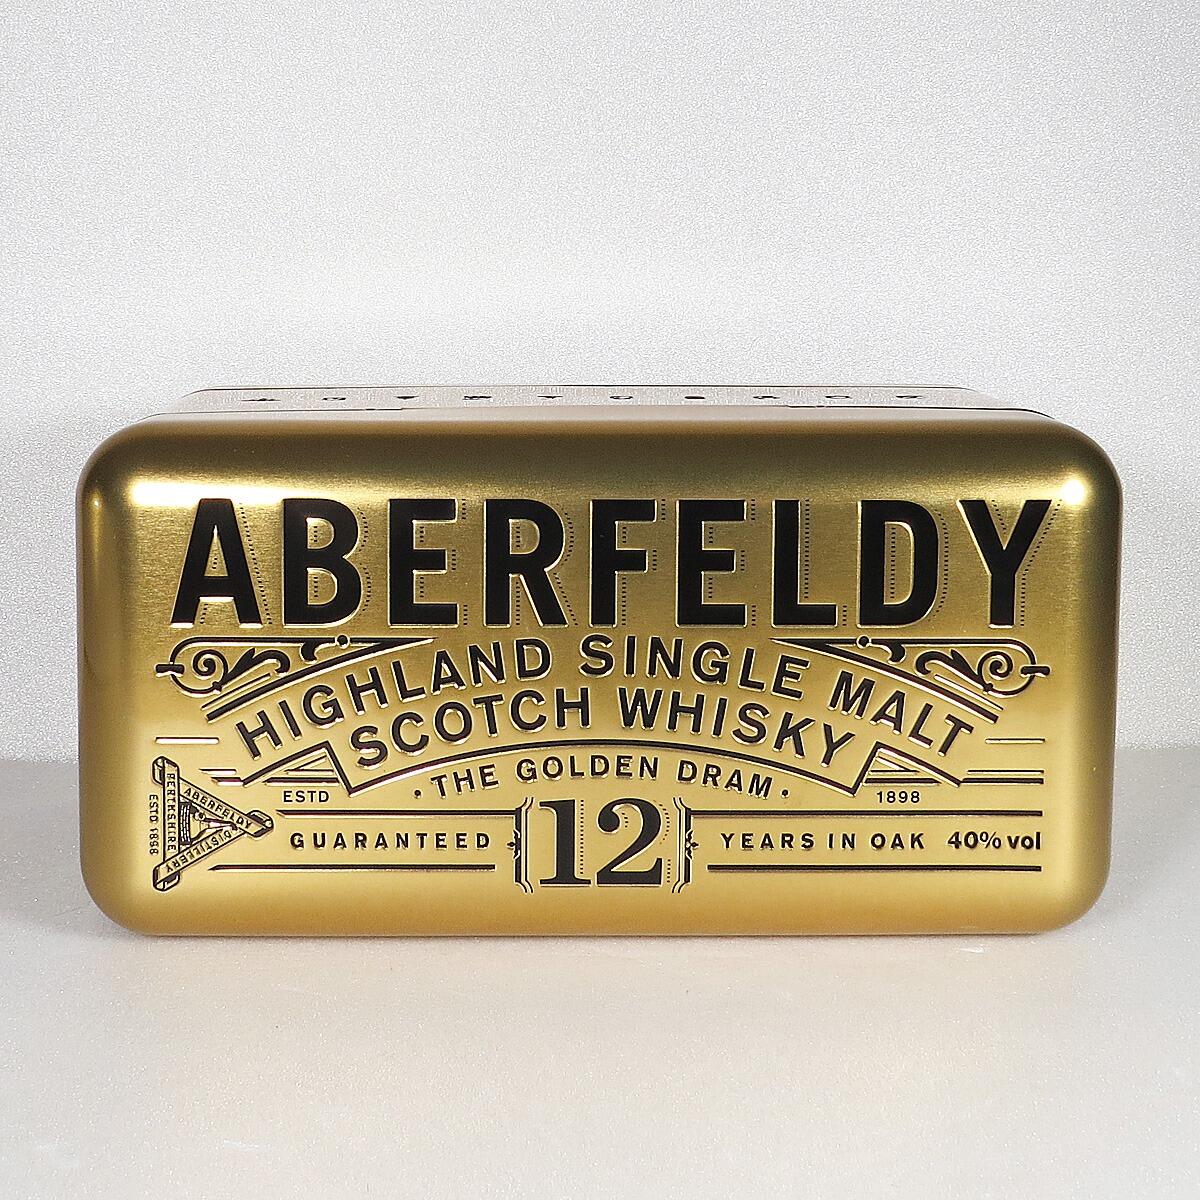 ABERFELDY
HIGHLAND SINGLE MALT
SCOTCH WHISKY
• THE GOLDEN DRAM •
ESTD 1898
GUARANTEED 12 YEARS IN OAK 40% vol
ABERFELDY
DISTILLERY
PERTHSHIRE
ESTD 1898